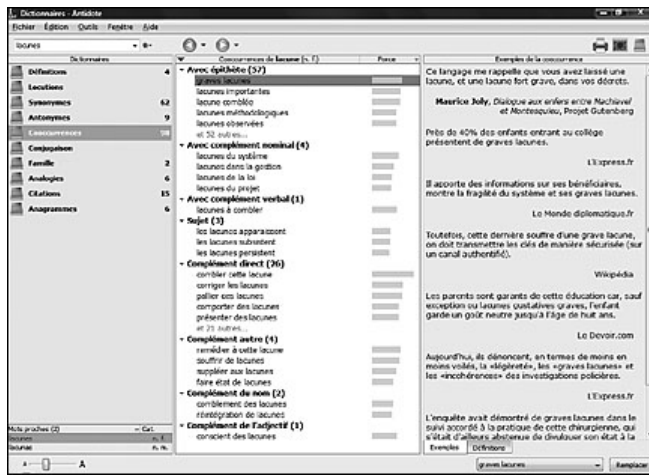 Dictionnaires - Antidote
Fichier Édition Outils Fenêtre Aide
lacunes
Dictionnaires
Définitions 4
Locutions
Synonymes 62
Antonymes 9
Cooccurrences 98
Conjugaison
Famille 2
Analogies 6
Citations 15
Anagrammes 6
Mots proches (2) Cat.
lacunes n. f.
lacunas n. m.
A
Cooccurrences de lacune (n. f.) Force
Avec épithète (57)
graves lacunes
lacunes importantes
lacune comblée
lacunes méthodologiques
lacunes observées
et 52 autres...
Avec complément nominal (4)
lacunes du système
lacunes dans la gestion
lacunes de la loi
lacunes du projet
Avec complément verbal (1)
lacunes à combler
Sujet (3)
les lacunes apparaissent
les lacunes subsistent
les lacunes persistent
Complément direct (26)
combler cette lacune
corriger les lacunes
pallier ces lacunes
comporter des lacunes
présenter des lacunes
et 21 autres...
Complément autre (4)
remédier à cette lacune
souffrir de lacunes
suppléer aux lacunes
faire état de lacunes
Complément du nom (2)
comblement des lacunes
réintégration de lacunes
Complément de l'adjectif (1)
conscient des lacunes
Exemples de la cooccurrence
Ce langage me rappelle que vous avez laissé une
lacune, et une lacune fort grave, dans vos décrets.
Maurice Joly, Dialogue aux enfers entre Machiavel
et Montesquieu, Projet Gutenberg
Près de 40% des enfants entrant au collège
présentent de graves lacunes.
L'Express.fr
Il apporte des informations sur ses bénéficiaires,
montre la fragilité du système et ses graves lacunes.
Le Monde diplomatique.fr
Toutefois, cette dernière souffre d'une grave lacune,
on doit transmettre les clés de manière sécurisée (sur
un canal authentifié).
Wikipédia
Les parents sont garants de cette éducation car, sauf
exception ou lacunes gustatives graves, l'enfant
garde un goût neutre jusqu'à l'âge de huit ans.
Le Devoir.com
Aujourd'hui, ils dénoncent, en termes de moins en
moins voilés, la «légèreté», les «graves lacunes» et
les «incohérences» des investigations policières.
L'Express.fr
L'enquête avait démontré de graves lacunes dans le
suivi accordé à la pratique de cette chirurgienne, qui
s'était d'ailleurs abstenue de divulguer son état à la
Exemples Définitions
graves lacunes Remplacer